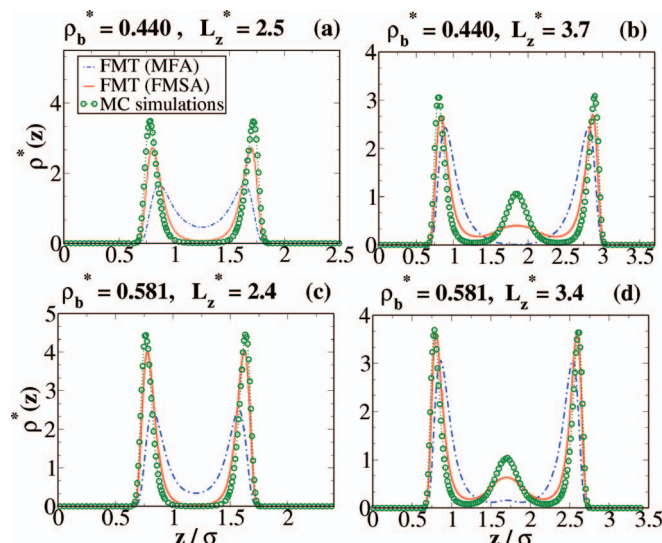 ρb* = 0.440 , Lz* = 2.5 (a)
ρb* = 0.440, Lz* = 3.7 (b)
FMT (MFA)
FMT (FMSA)
MC simulations
ρ*(z)
4
2
0
0 0.5 1 1.5 2 2.5
4
3
2
1
0
0 0.5 1 1.5 2 2.5 3 3.5
ρb* = 0.581, Lz* = 2.4 (c)
ρb* = 0.581, Lz* = 3.4 (d)
ρ*(z)
5
4
3
2
1
0
0 0.5 1 1.5 2
z / σ
4
3
2
1
0
0 0.5 1 1.5 2 2.5 3 3.5
z / σ